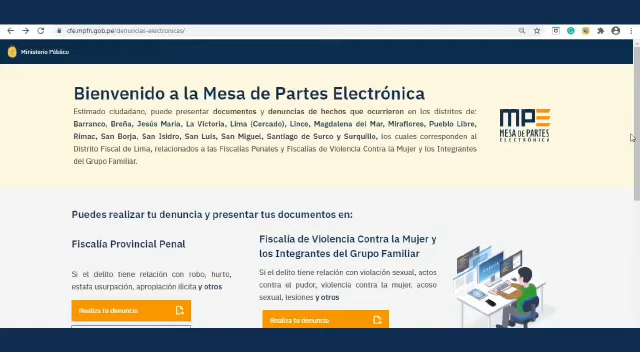 cfe.mpfn.gob.pe/denuncias-electronicas/
Ministerio Público
Bienvenido a la Mesa de Partes Electrónica
Estimado ciudadano, puede presentar documentos y denuncias de hechos que ocurrieron en los distritos de:
Barranco, Breña, Jesús María, La Victoria, Lima (Cercado), Lince, Magdalena del Mar, Miraflores, Pueblo Libre,
Rímac, San Borja, San Isidro, San Luis, San Miguel, Santiago de Surco y Surquillo, los cuales corresponden al
Distrito Fiscal de Lima, relacionados a las Fiscalías Penales y Fiscalías de Violencia Contra la Mujer y los Integrantes
del Grupo Familiar.
MPE
MESA DE PARTES
ELECTRÓNICA
Puedes realizar tu denuncia y presentar tus documentos en:
Fiscalía Provincial Penal
Si el delito tiene relación con robo, hurto,
estafa usurpación, apropiación ilícita y otros
Realiza tu denuncia
Fiscalía de Violencia Contra la Mujer y
los Integrantes del Grupo Familiar
Si el delito tiene relación con violación sexual, actos
contra el pudor, violencia contra la mujer, acoso
sexual, lesiones y otros
Realiza tu denuncia